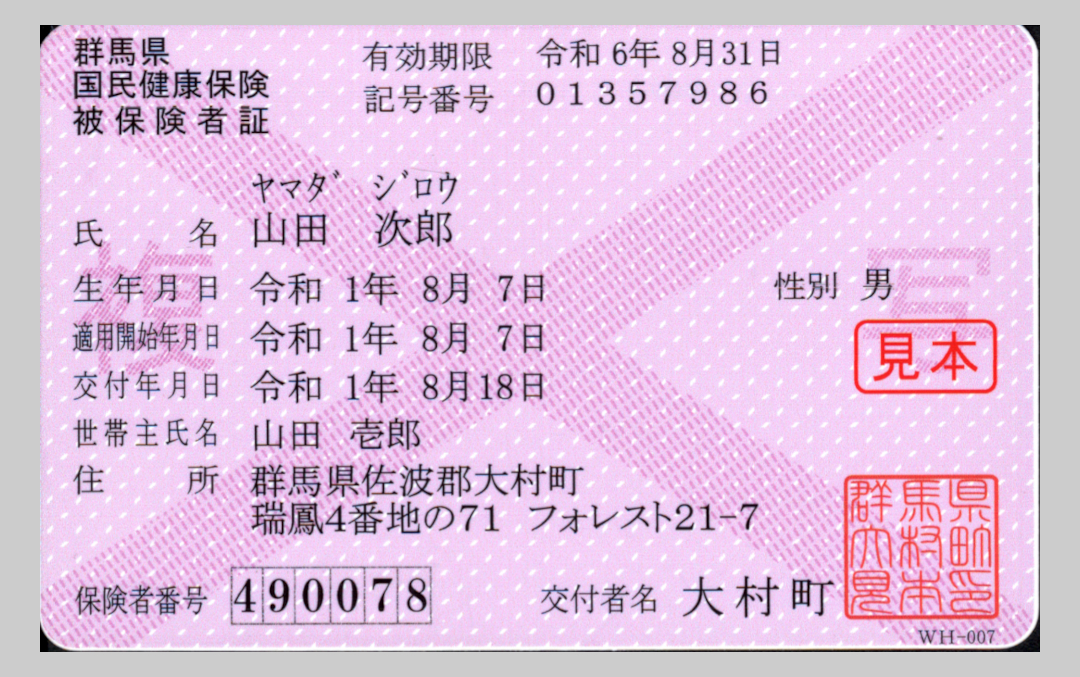 群馬県
国民健康保険
被保険者証
有効期限 令和 6年 8月31日
記号番号 01357986
ヤマダ ジロウ
氏名 山田 次郎
生年月日 令和 1年 8月 7日
性別 男
適用開始年月日 令和 1年 8月 7日
交付年月日 令和 1年 8月18日
世帯主氏名 山田 壱郎
住所 群馬県佐波郡大村町
瑞鳳4番地の71 フォレスト21-7
複写
見本
保険者番号 490078
交付者名 大村町
群馬県
大村町
見本印
WH-007